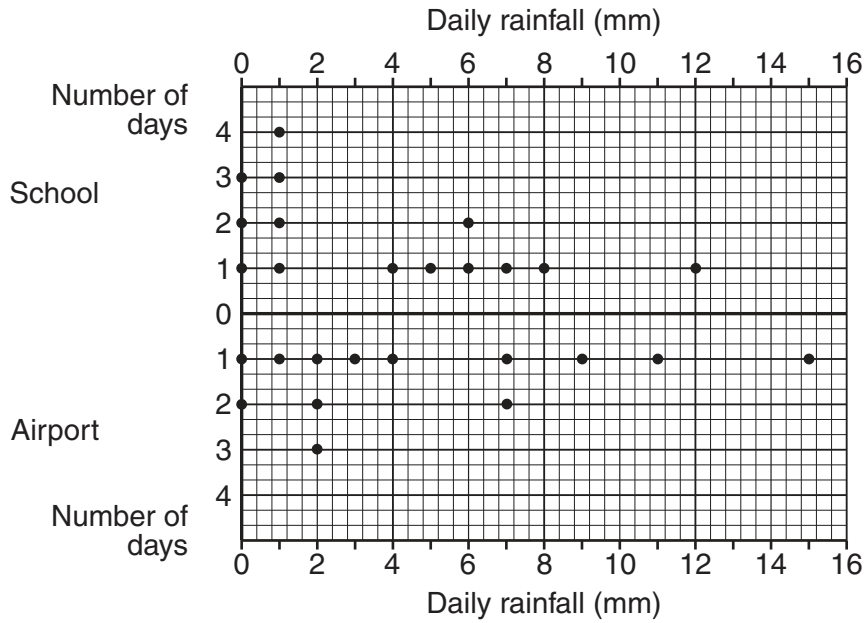 Daily rainfall (mm)
0 2 4 6 8 10 12 14 16
Number of
days
4
3
School
2
1
0
1
2
Airport
3
4
Number of
days
0 2 4 6 8 10 12 14 16
Daily rainfall (mm)